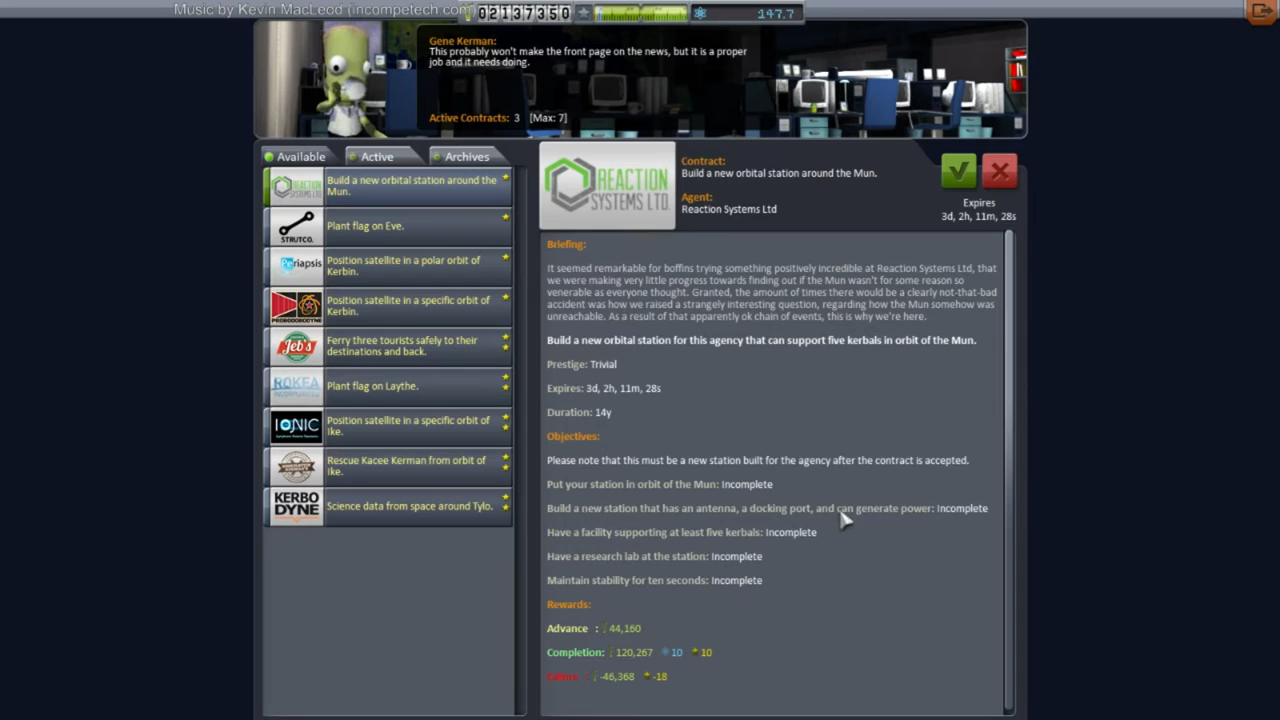 Music by Kevin MacLeod (incompetech.com)
02137350
147.7
Gene Kerman:
This probably won't make the front page on the news, but it is a proper
job and it needs doing.
Active Contracts: 3 [Max: 7]
Available
Active
Archives
Build a new orbital station around the
Mun.
STRUTCO.
Plant flag on Eve.
Periapsis
Position satellite in a polar orbit of
Kerbin.
PROBODOBODYNE
Position satellite in a specific orbit of
Kerbin.
Jeb's
Ferry three tourists safely to their
destinations and back.
ROKEA
Plant flag on Laythe.
IONIC
Position satellite in a specific orbit of
Ike.
Rescue Kacee Kerman from orbit of
Ike.
KERBO
DYNE
Science data from space around Tylo.
REACTION
SYSTEMS LTD.
Contract:
Build a new orbital station around the Mun.
Agent:
Reaction Systems Ltd
Expires
3d, 2h, 11m, 28s
Briefing:
It seemed remarkable for boffins trying something positively incredible at Reaction Systems Ltd, that
we were making very little progress towards finding out if the Mun wasn't for some reason so
venerable as everyone thought. Granted, the amount of times there would be a clearly not-that-bad
accident was how we raised a strangely interesting question, regarding how the Mun somehow was
unreachable. As a result of that apparently ok chain of events, this is why we're here.
Build a new orbital station for this agency that can support five kerbals in orbit of the Mun.
Prestige: Trivial
Expires: 3d, 2h, 11m, 28s
Duration: 14y
Objectives:
Please note that this must be a new station built for the agency after the contract is accepted.
Put your station in orbit of the Mun: Incomplete
Build a new station that has an antenna, a docking port, and can generate power: Incomplete
Have a facility supporting at least five kerbals: Incomplete
Have a research lab at the station: Incomplete
Maintain stability for ten seconds: Incomplete
Rewards:
Advance : 44,160
Completion: 120,267 10 10
Failure : -46,368 -18